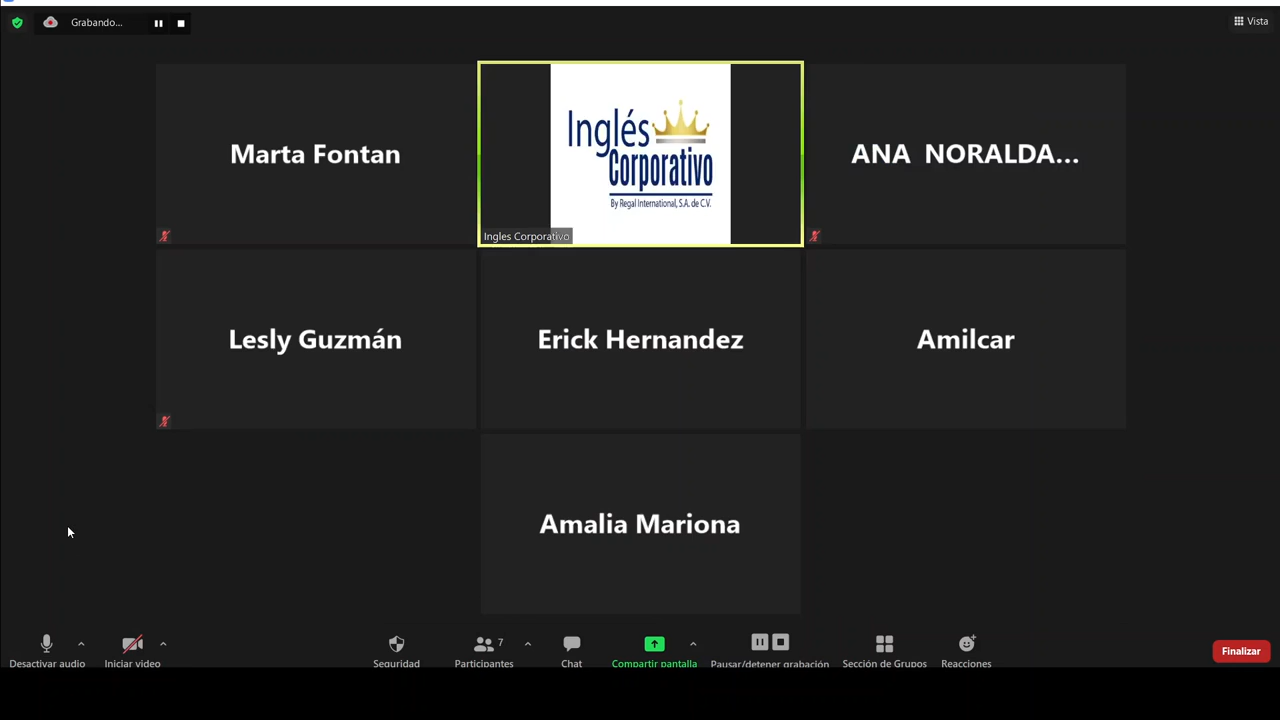 Grabando...
Vista
Marta Fontan
Inglés
Corporativo
By Regal International, S.A. de C.V.
Ingles Corporativo
ANA NORALDA...
Lesly Guzmán
Erick Hernandez
Amilcar
Amalia Mariona
Desactivar audio
Iniciar video
Seguridad
7
Participantes
Chat
Compartir pantalla
Pausar/detener grabación
Sección de Grupos
Reacciones
Finalizar